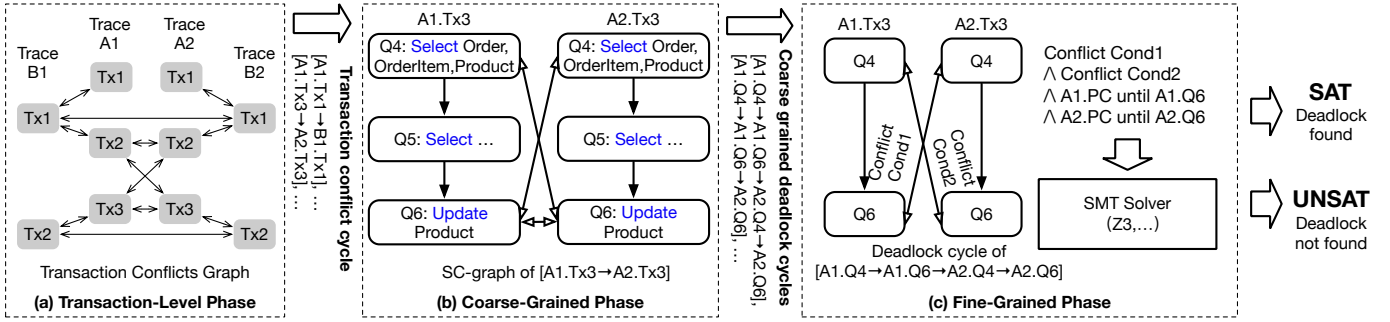 Trace
A1
Trace
A2
Trace
B1
Trace
B2
Tx1
Tx1
Tx1
Tx1
Tx2
Tx2
Tx3
Tx3
Tx2
Tx2
Transaction Conflicts Graph
(a) Transaction-Level Phase
[A1.Tx1→B1.Tx1], ...
[A1.Tx3→A2.Tx3], ...
Transaction conflict cycle
A1.Tx3
A2.Tx3
Q4: Select Order,
OrderItem,Product
Q4: Select Order,
OrderItem,Product
Q5: Select ...
Q5: Select ...
Q6: Update
Product
Q6: Update
Product
SC-graph of [A1.Tx3→A2.Tx3]
(b) Coarse-Grained Phase
Coarse grained deadlock cycles
[A1.Q4→A1.Q6→A2.Q4→A2.Q6],
[A1.Q4→A1.Q6→A2.Q6], ...
A1.Tx3
A2.Tx3
Q4
Q4
Conflict
Cond1
Conflict
Cond2
Q6
Q6
Deadlock cycle of
[A1.Q4→A1.Q6→A2.Q4→A2.Q6]
Conflict Cond1
∧ Conflict Cond2
∧ A1.PC until A1.Q6
∧ A2.PC until A2.Q6
SMT Solver
(Z3,...)
(c) Fine-Grained Phase
SAT
Deadlock
found
UNSAT
Deadlock
not found